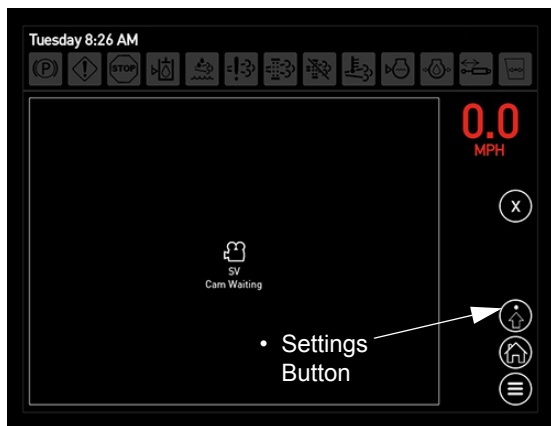 Tuesday 8:26 AM
(P) STOP
0.0
MPH
X
SV
Cam Waiting
• Settings
Button